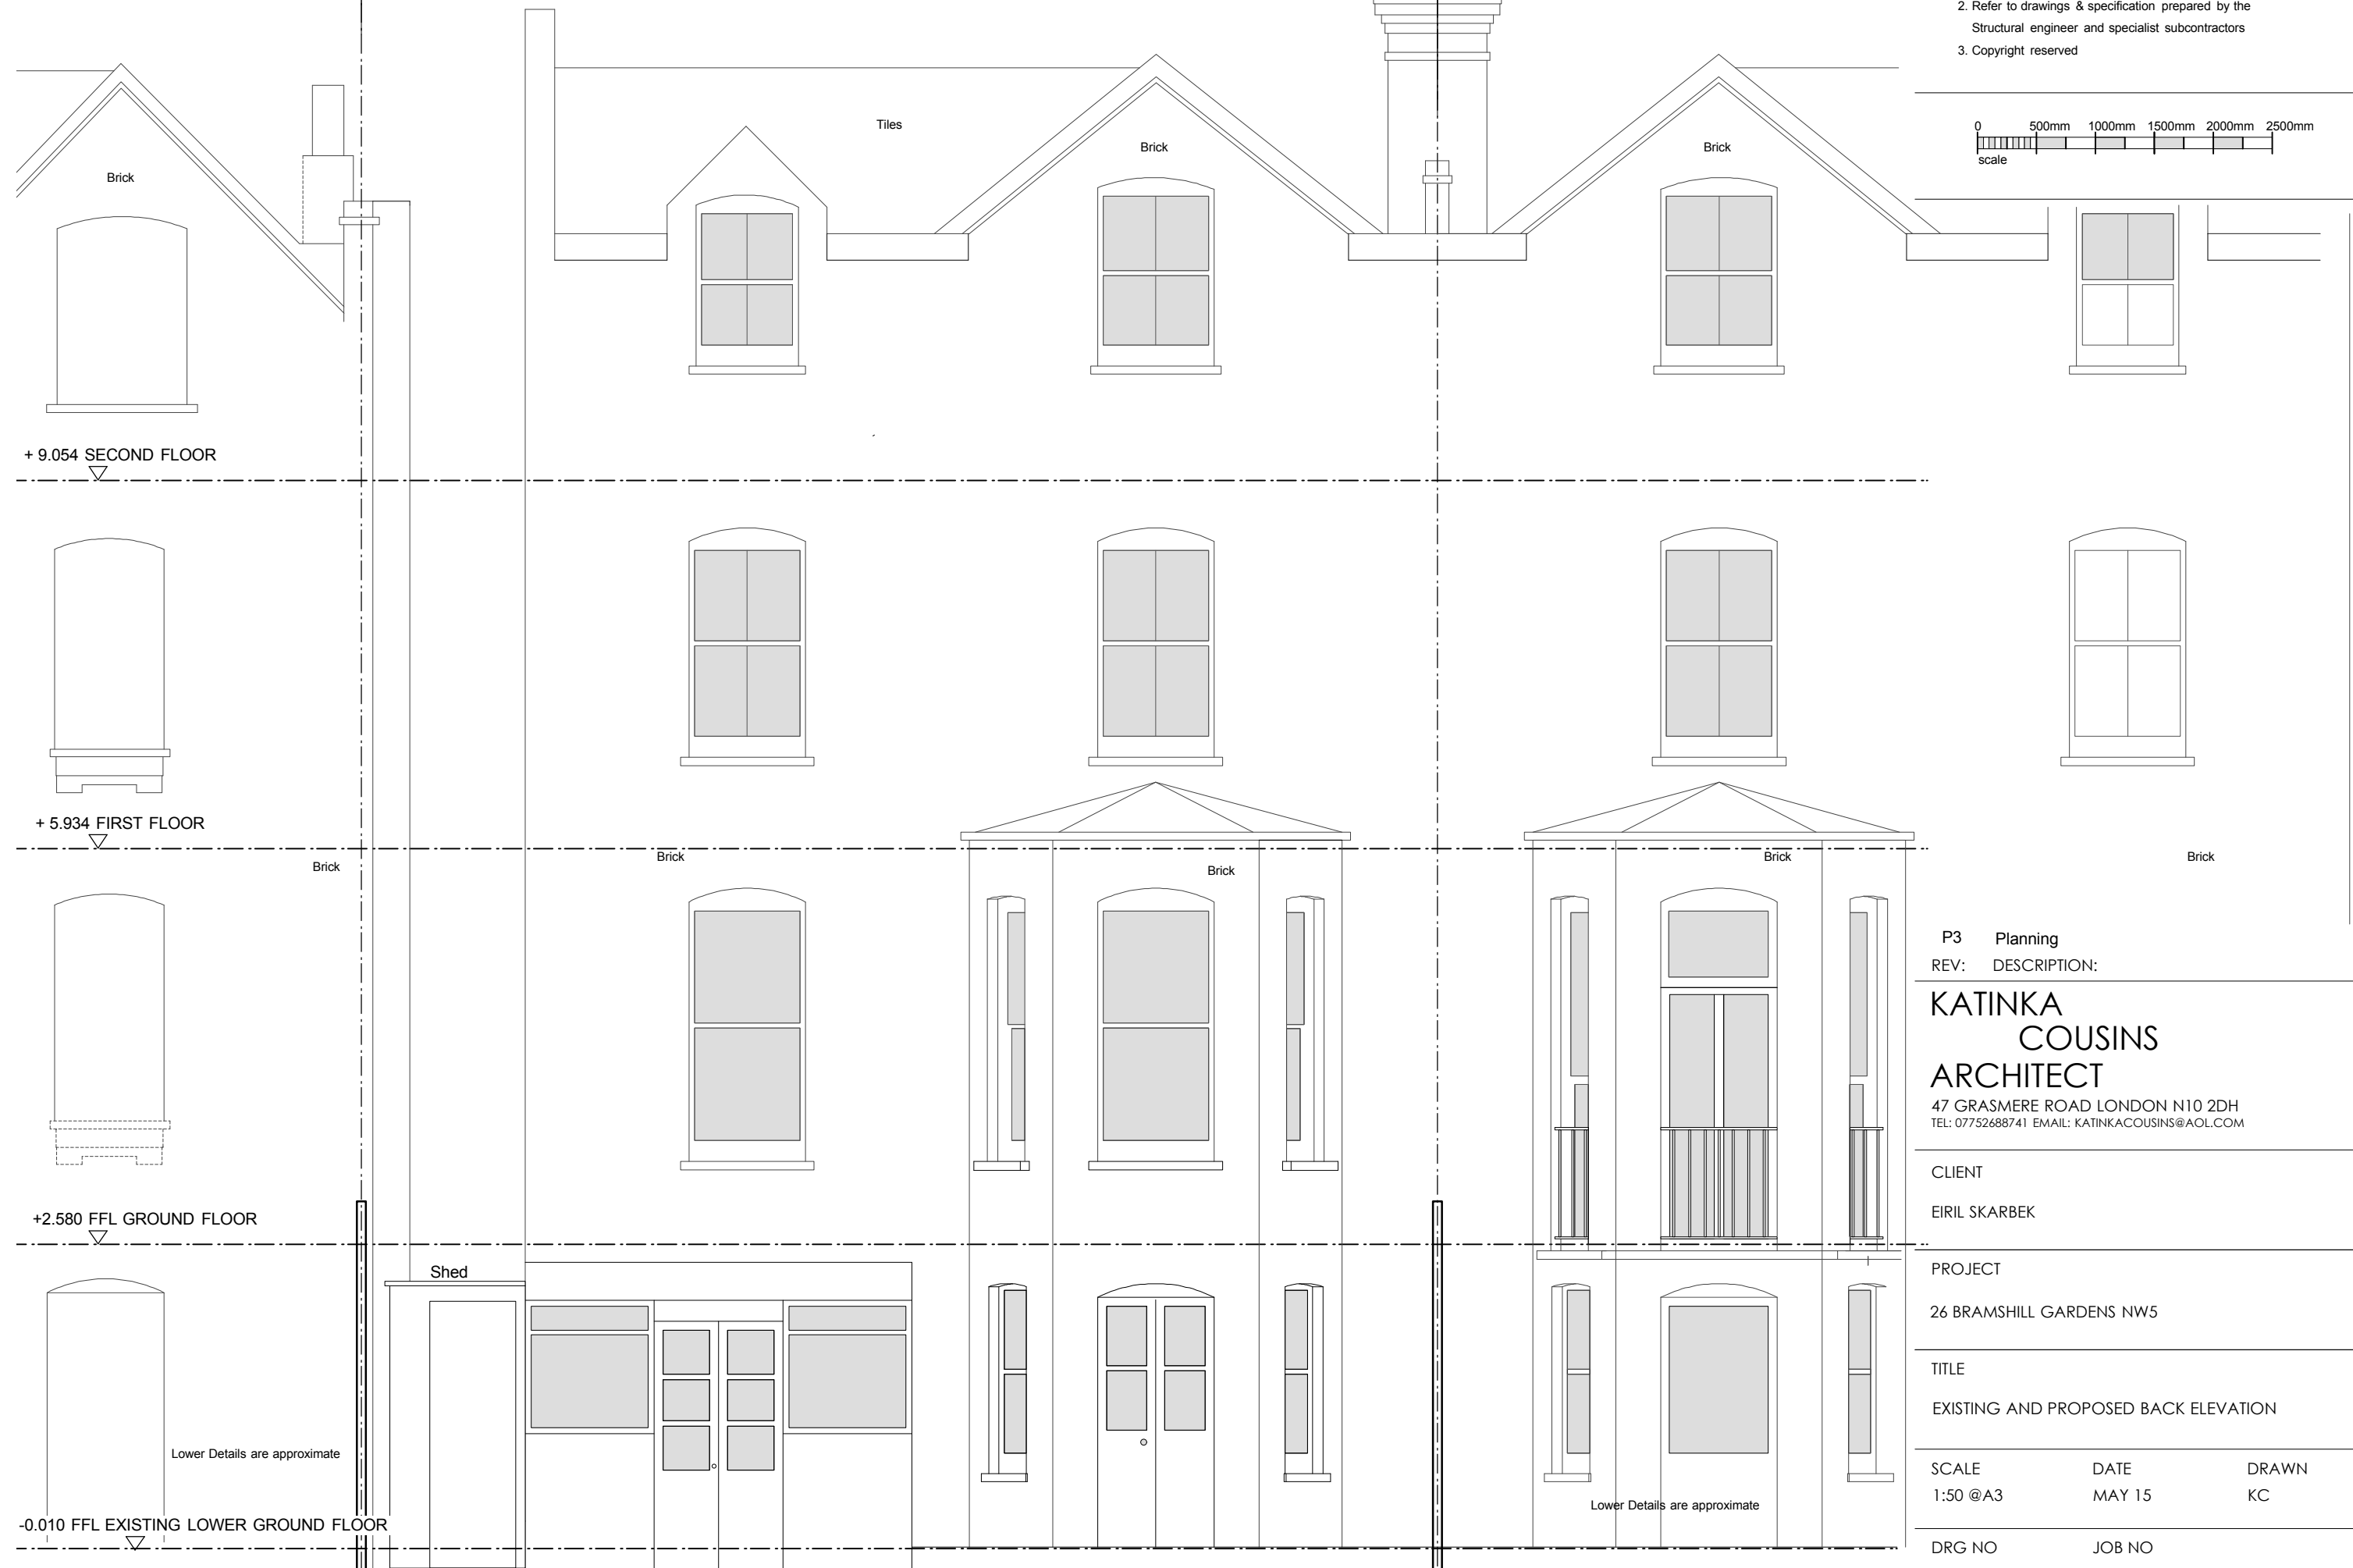 2. Refer to drawings & specification prepared by the
Structural engineer and specialist subcontractors
3. Copyright reserved
0 500mm 1000mm 1500mm 2000mm 2500mm
scale
Tiles
Brick
Brick
Brick
+ 9.054 SECOND FLOOR
+ 5.934 FIRST FLOOR
Brick
Brick
Brick
Brick
Brick
+2.580 FFL GROUND FLOOR
Shed
Lower Details are approximate
Lower Details are approximate
-0.010 FFL EXISTING LOWER GROUND FLOOR
P3 Planning
REV: DESCRIPTION:
KATINKA
COUSINS
ARCHITECT
47 GRASMERE ROAD LONDON N10 2DH
TEL: 07752688741 EMAIL: KATINKACOUSINS@AOL.COM
CLIENT
EIRIL SKARBEK
PROJECT
26 BRAMSHILL GARDENS NW5
TITLE
EXISTING AND PROPOSED BACK ELEVATION
SCALE DATE DRAWN
1:50 @A3 MAY 15 KC
DRG NO JOB NO